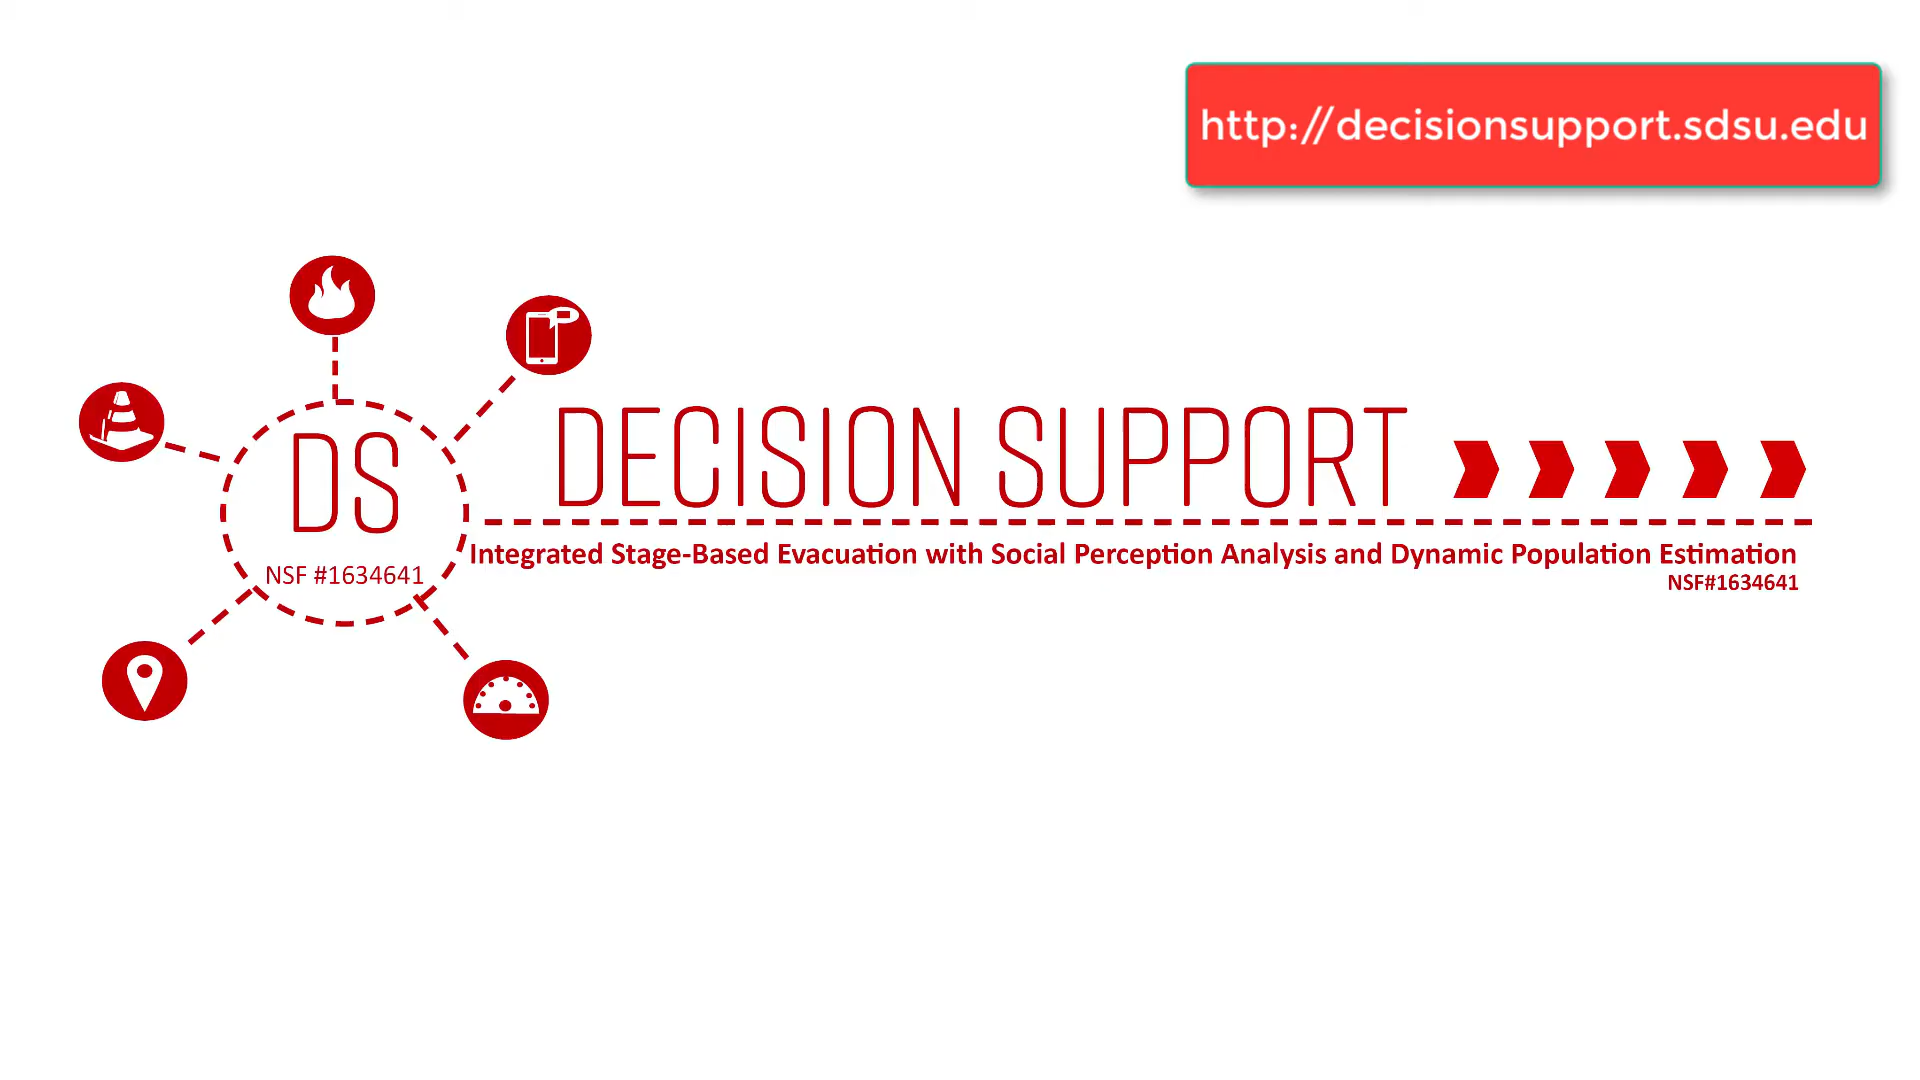 http://decisionsupport.sdsu.edu
DS
NSF #1634641
DECISION SUPPORT
Integrated Stage-Based Evacuation with Social Perception Analysis and Dynamic Population Estimation
NSF#1634641